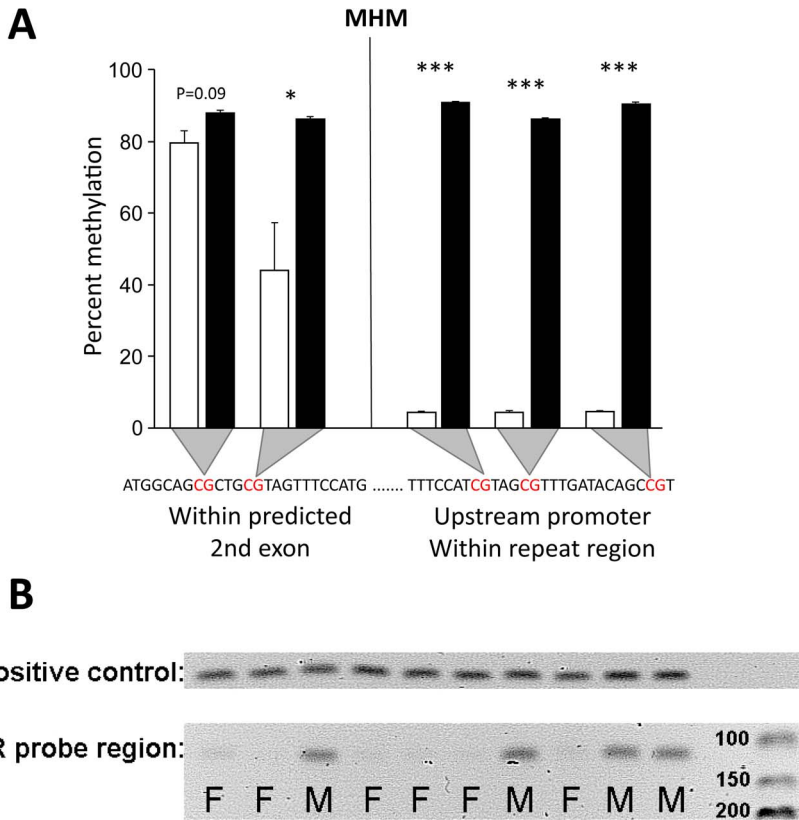 A
MHM
100
80
60
40
20
0
Percent methylation
P=0.09
*
***
***
***
ATGGCAGCGCTGCGTAGTTTCCATG ....... TTTCCATCGTAGCGTTTGATACAGCCGT
Within predicted
2nd exon
Upstream promoter
Within repeat region
B
ositive control:
R probe region:
F F M F F F M F M M
100
150
200